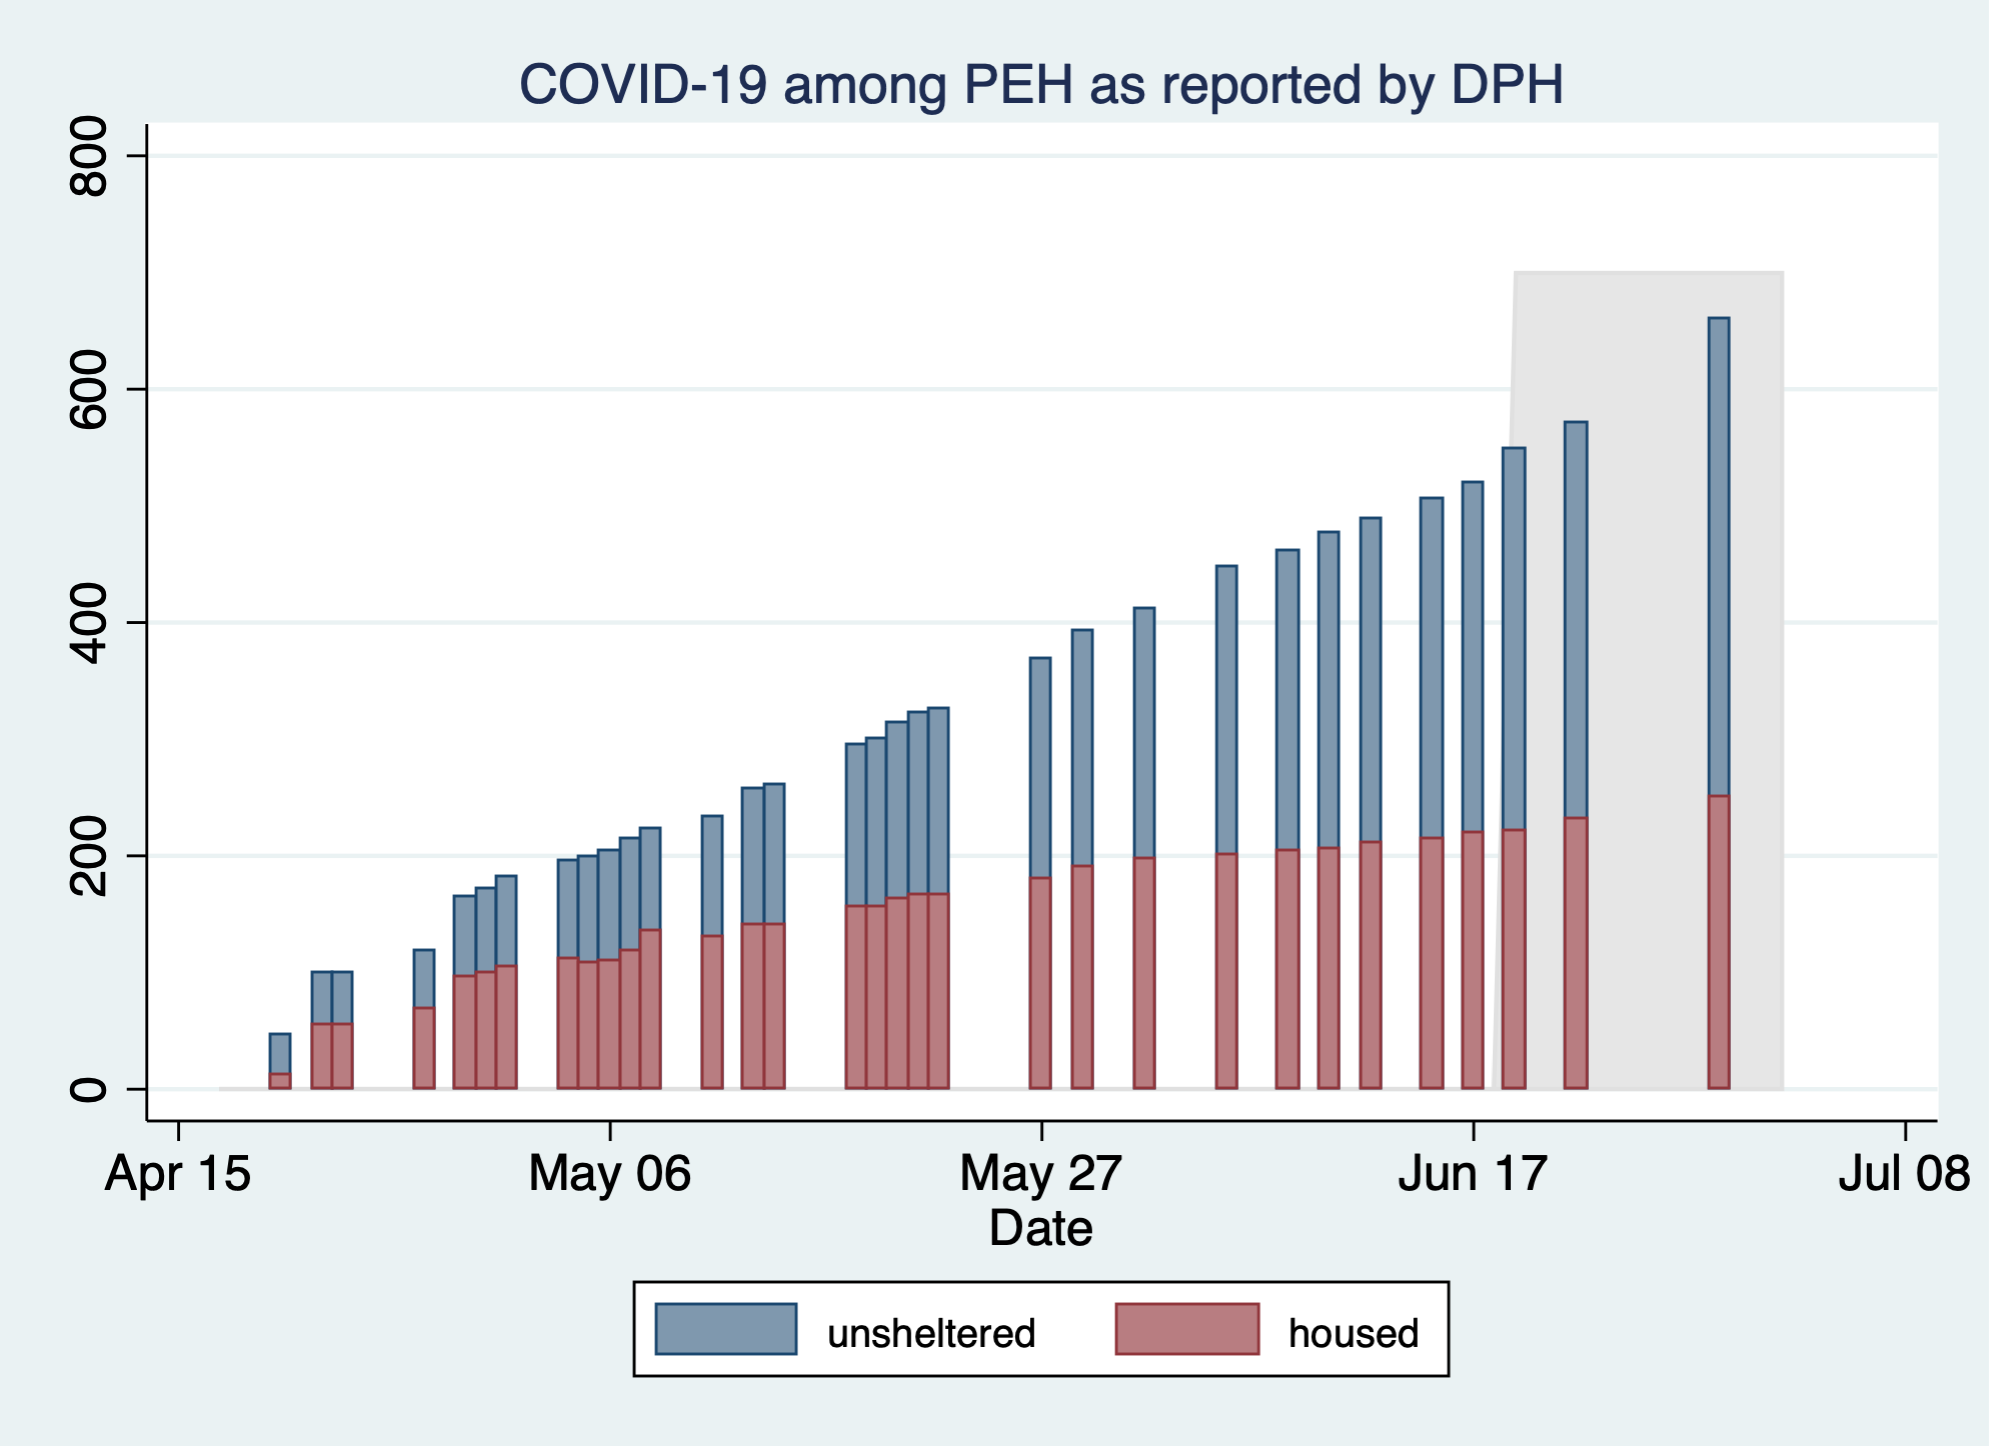 COVID-19 among PEH as reported by DPH
800
600
400
200
0
Apr 15 May 06 May 27 Jun 17 Jul 08
Date
unsheltered housed